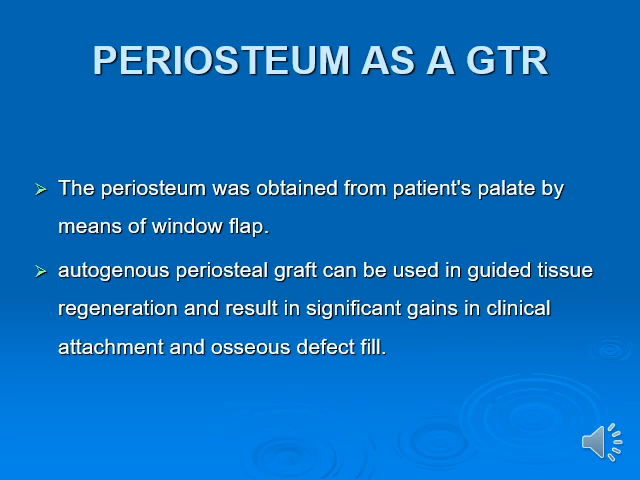 PERIOSTEUM AS A GTR
The periosteum was obtained from patient's palate by
means of window flap.
autogenous periosteal graft can be used in guided tissue
regeneration and result in significant gains in clinical
attachment and osseous defect fill.